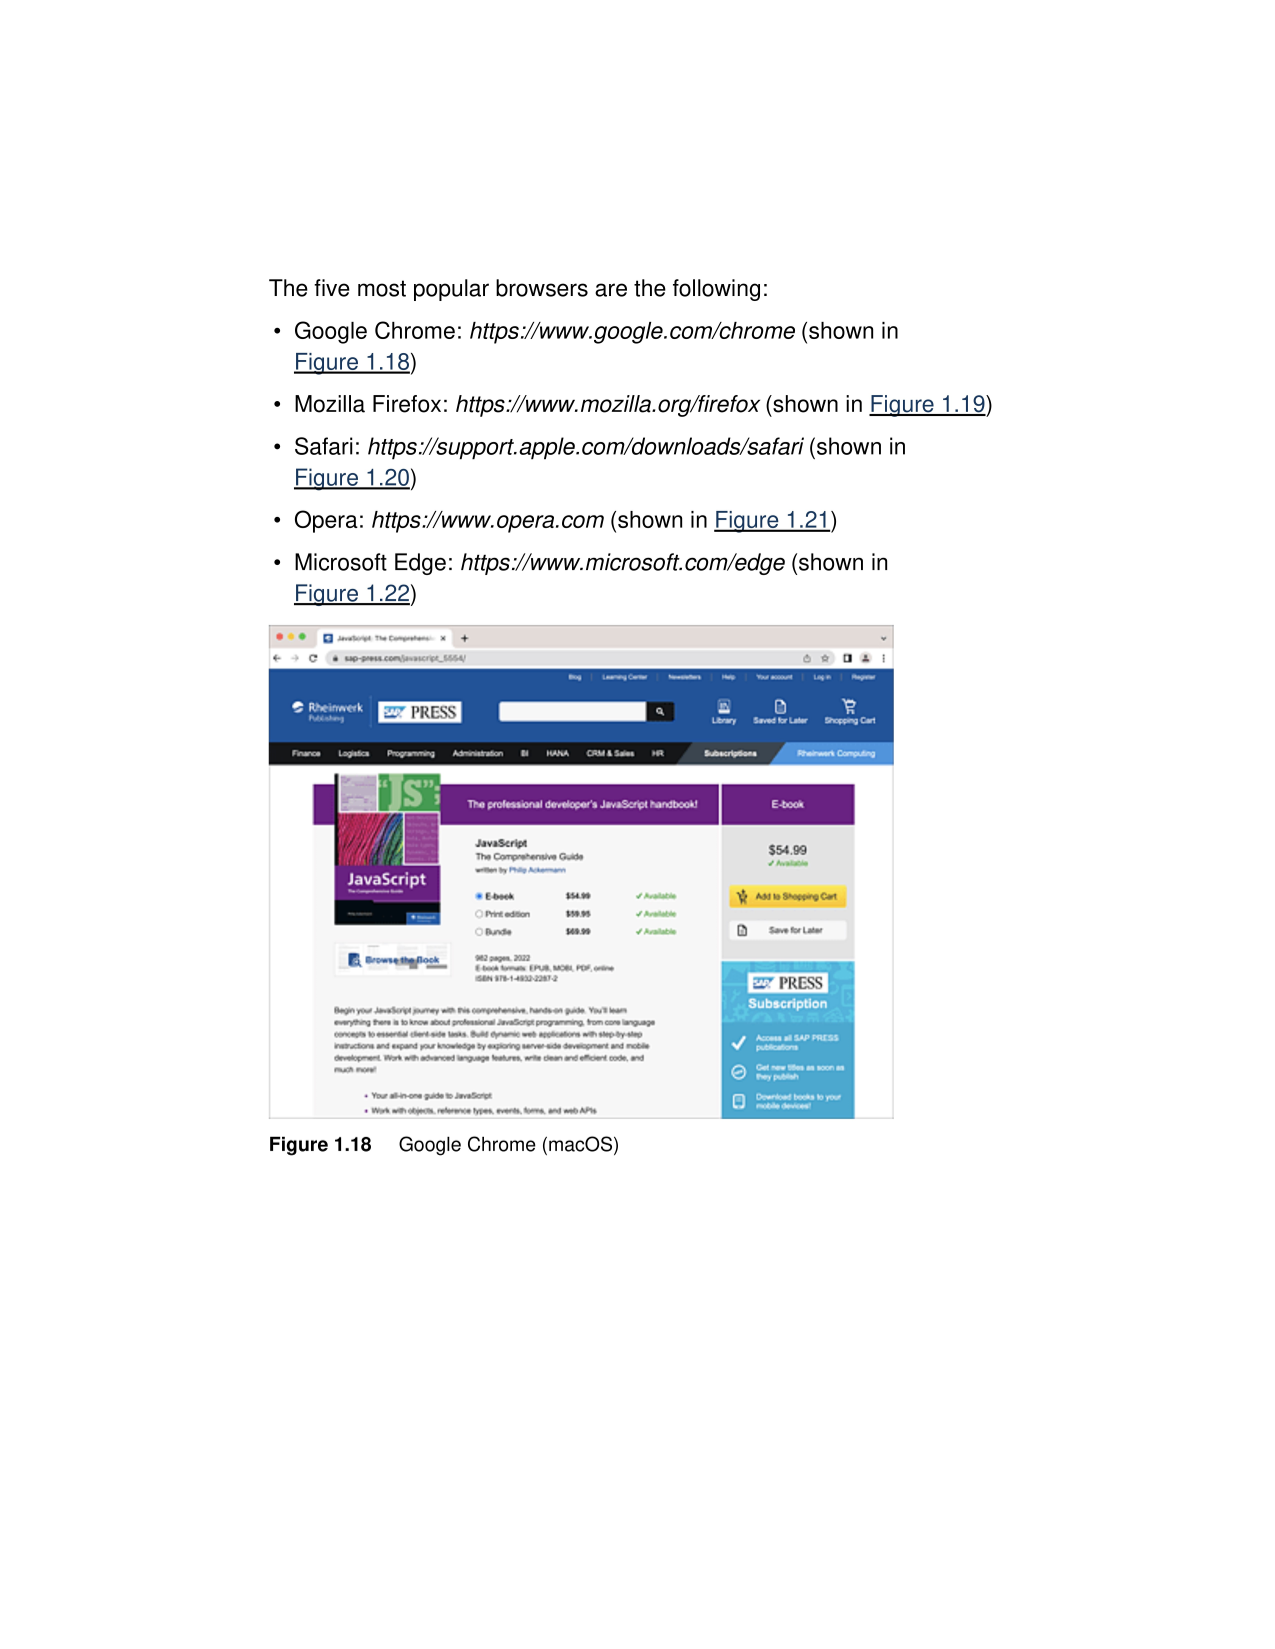 The five most popular browsers are the following:
• Google Chrome: https://www.google.com/chrome (shown in
Figure 1.18)
• Mozilla Firefox: https://www.mozilla.org/firefox (shown in Figure 1.19)
• Safari: https://support.apple.com/downloads/safari (shown in
Figure 1.20)
• Opera: https://www.opera.com (shown in Figure 1.21)
• Microsoft Edge: https://www.microsoft.com/edge (shown in
Figure 1.22)
JavaScript: The Comprehensi
sap-press.com/javascript_5554/
Blog Learning Center Newsletters Help Your account Log in Register
Rheinwerk
Publishing
SAP PRESS
Library Saved for Later Shopping Cart
Finance Logistics Programming Administration BI HANA CRM & Sales HR Subscriptions Rheinwerk Computing
"JS";
JavaScript
The Comprehensive Guide
Philip Ackermann
Rheinwerk
Browse the Book
The professional developer's JavaScript handbook!
JavaScript
The Comprehensive Guide
written by Philip Ackermann
E-book $54.99 ✓ Available
Print edition $59.95 ✓ Available
Bundle $69.99 ✓ Available
982 pages, 2022
E-book formats: EPUB, MOBI, PDF, online
ISBN 978-1-4932-2287-2
E-book
$54.99
✓ Available
Add to Shopping Cart
Save for Later
Begin your JavaScript journey with this comprehensive, hands-on guide. You'll learn
everything there is to know about professional JavaScript programming, from core language
concepts to essential client-side tasks. Build dynamic web applications with step-by-step
instructions and expand your knowledge by exploring server-side development and mobile
development. Work with advanced language features, write clean and efficient code, and
much more!
• Your all-in-one guide to JavaScript
• Work with objects, reference types, events, forms, and web APIs
SAP PRESS
Subscription
Access all SAP PRESS
publications
Get new titles as soon as
they publish
Download books to your
mobile devices!
Figure 1.18 Google Chrome (macOS)